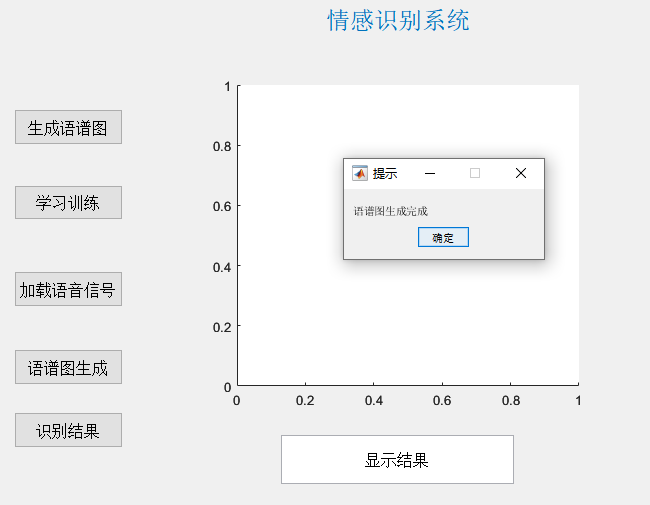 情感识别系统
生成语谱图
学习训练
加载语音信号
语谱图生成
识别结果
1
0.8
0.6
0.4
0.2
0
0
0.2
0.4
0.6
0.8
1
提示
语谱图生成完成
确定
显示结果